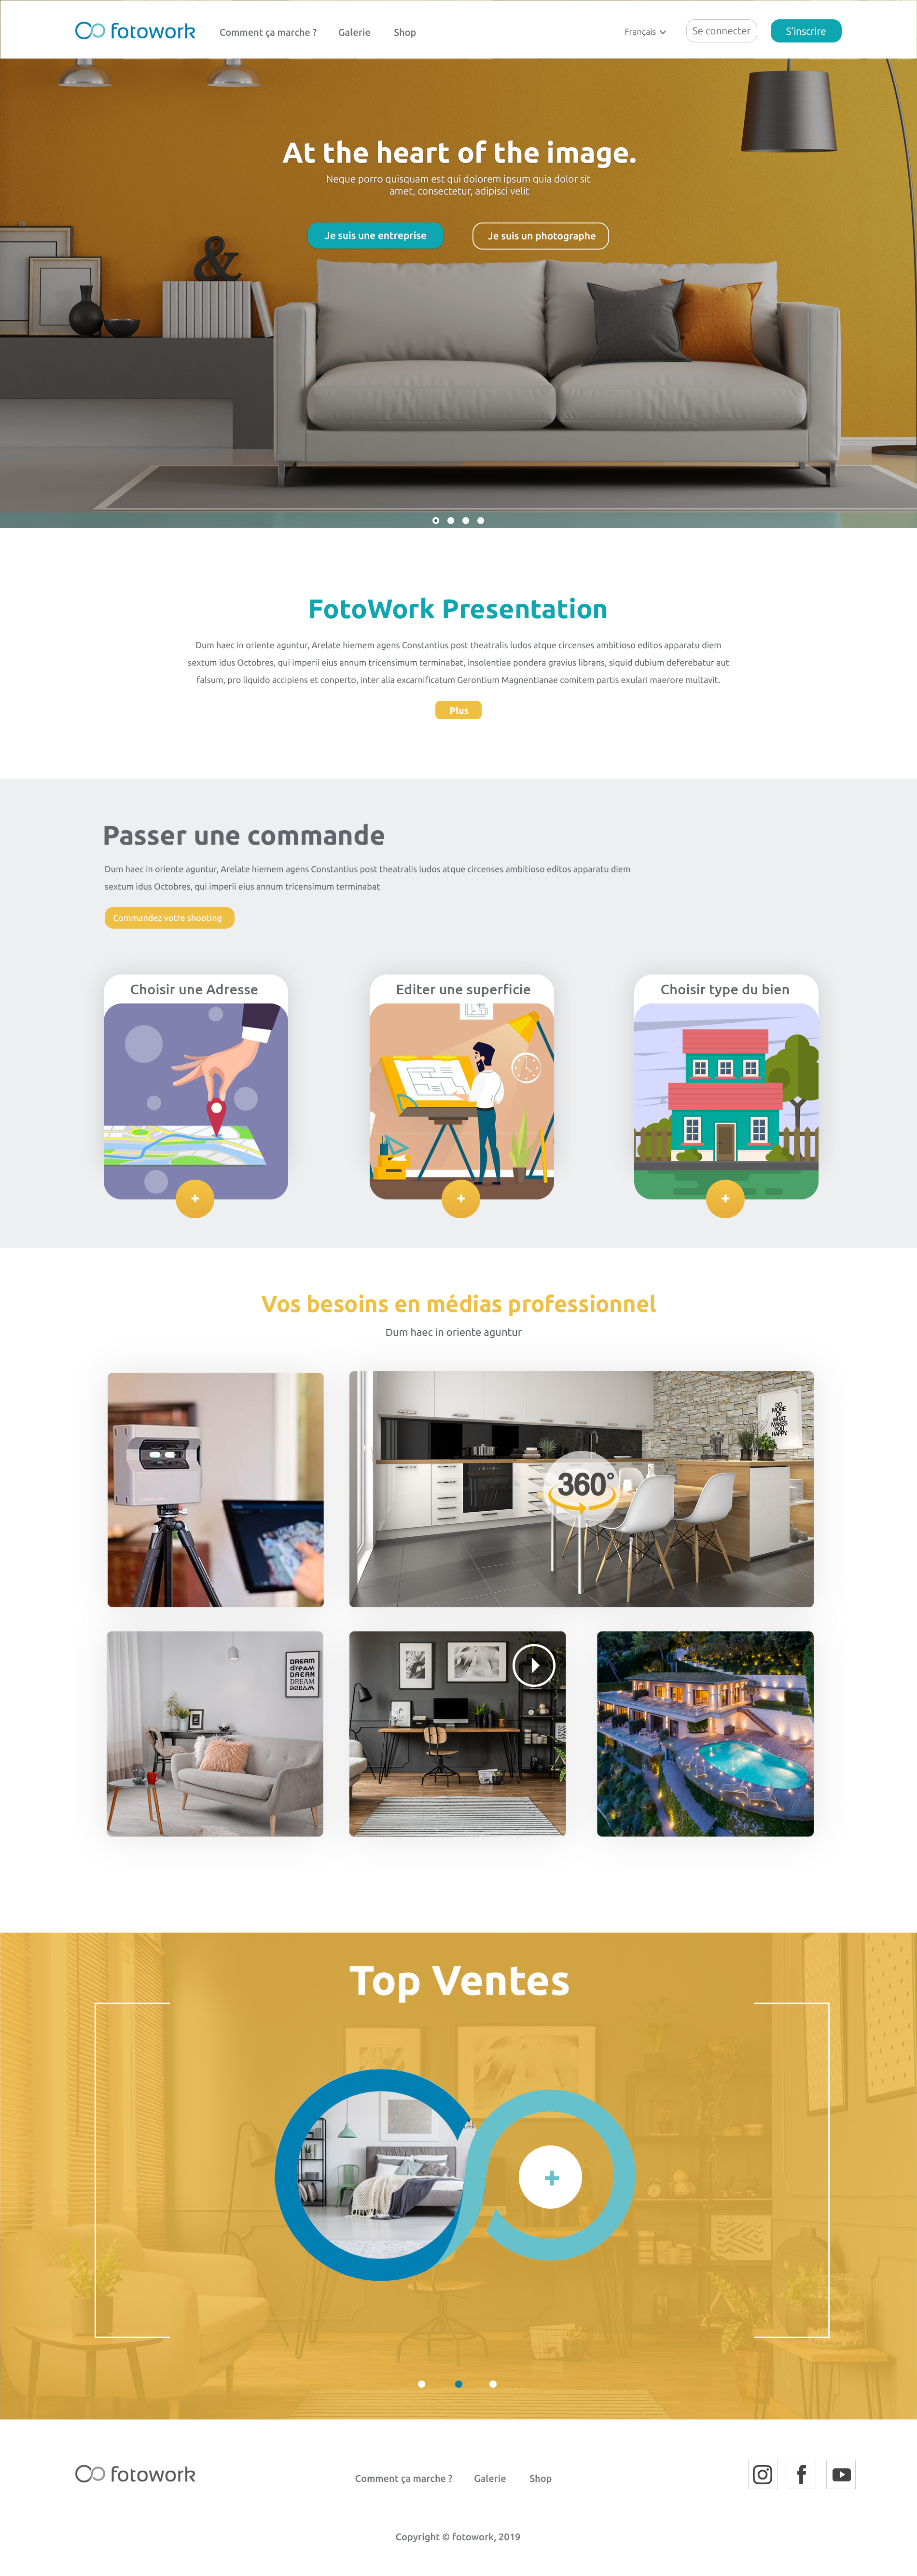 fotowork
Comment ça marche ?
Galerie
Shop
Français
Se connecter
S'inscrire
At the heart of the image.
Neque porro quisquam est qui dolorem ipsum quia dolor sit
amet, consectetur, adipisci velit
Je suis une entreprise
Je suis un photographe
&
FotoWork Presentation
Dum haec in oriente aguntur, Arelate hiemem agens Constantius post theatralis ludos atque circenses ambitioso editos apparatu diem
sextum idus Octobres, qui imperii eius annum tricensimum terminabat, insolentiae pondera gravius librans, siquid dubium deferebatur aut
falsum, pro liquido accipiens et conperto, inter alia excarnificatum Gerontium Magnentianae comitem partis exulari maerore multavit.
Plus
Passer une commande
Dum haec in oriente aguntur, Arelate hiemem agens Constantius post theatralis ludos atque circenses ambitioso editos apparatu diem
sextum idus Octobres, qui imperii eius annum tricensimum terminabat
Commandez votre shooting
Choisir une Adresse
Editer une superficie
Choisir type du bien
+
+
+
Vos besoins en médias professionnel
Dum haec in oriente aguntur
DO
MORE
OF
WHAT
MAKES
YOU
HAPPY.
360°
DREAM
dream
DREAM
DREAM
DREAM
Top Ventes
+
fotowork
Comment ça marche ?
Galerie
Shop
Copyright © fotowork, 2019